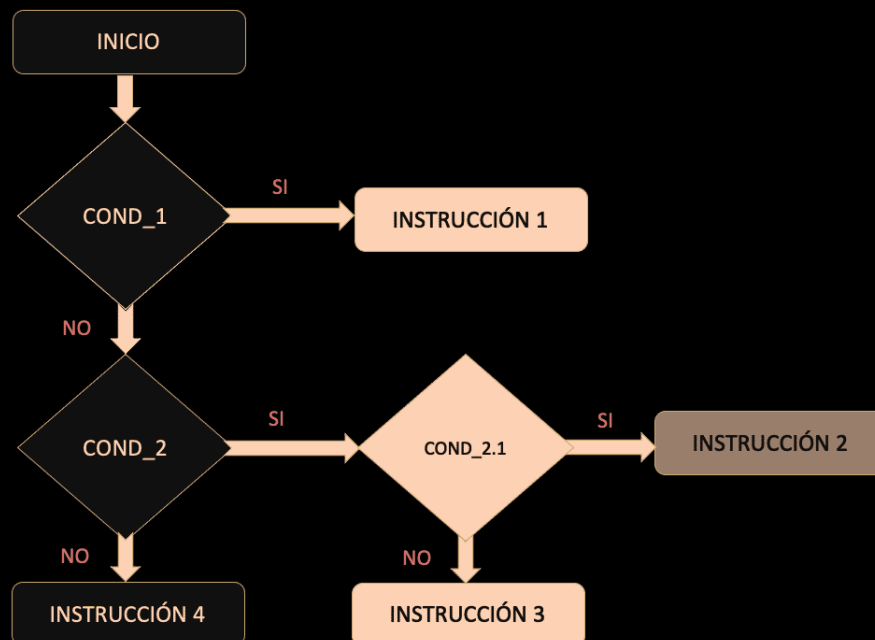 INICIO
SI
COND_1
INSTRUCCIÓN 1
NO
SI
SI
COND_2
COND_2.1
INSTRUCCIÓN 2
NO
NO
INSTRUCCIÓN 4
INSTRUCCIÓN 3